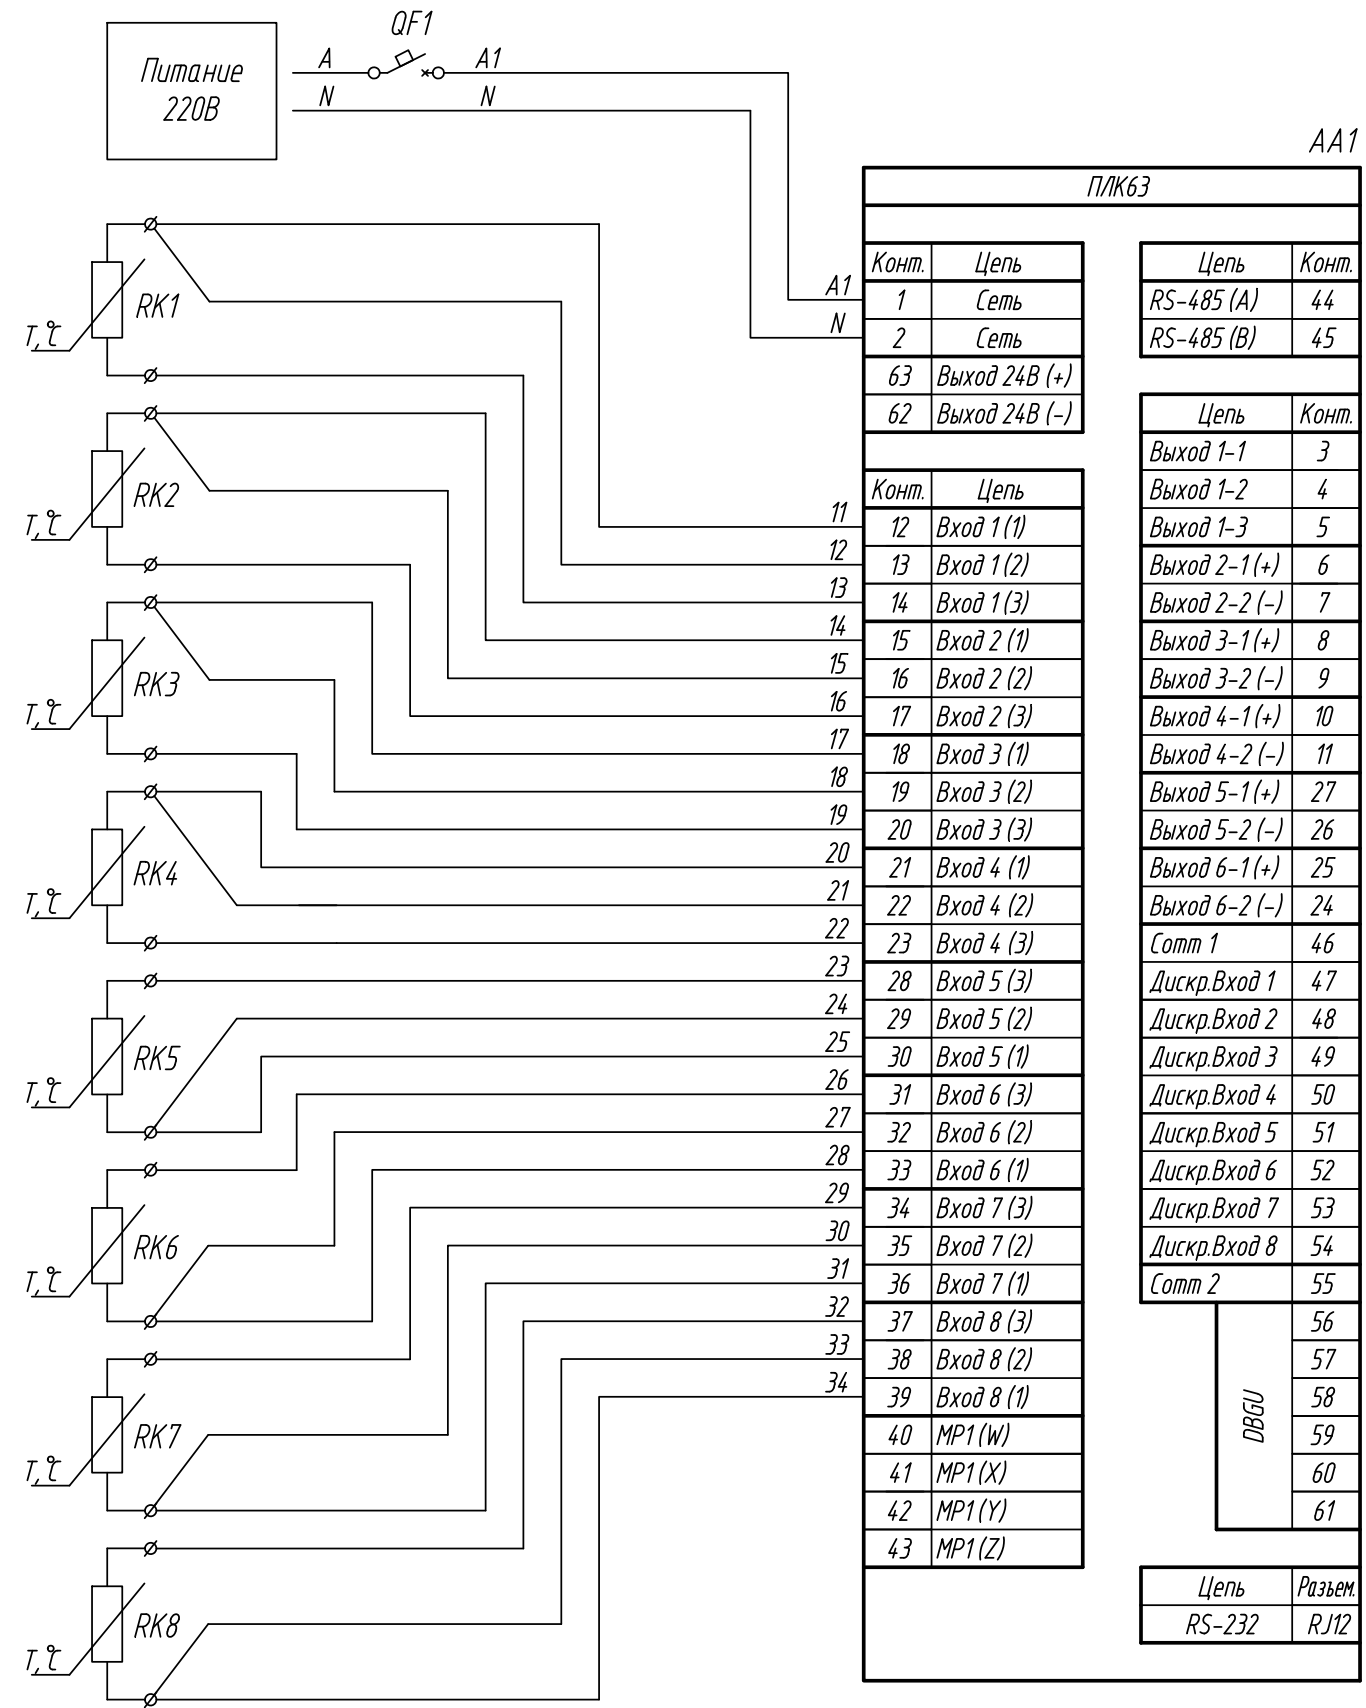 QF1
Питание
220В
A
A1
N
N
AA1
ПЛК63
Конт. Цепь
A1 1 Сеть
N 2 Сеть
63 Выход 24В (+)
62 Выход 24В (-)
Цепь Конт.
RS-485 (A) 44
RS-485 (B) 45
Конт. Цепь
11 12 Вход 1 (1)
12 13 Вход 1 (2)
13 14 Вход 1 (3)
14 15 Вход 2 (1)
15 16 Вход 2 (2)
16 17 Вход 2 (3)
17 18 Вход 3 (1)
18 19 Вход 3 (2)
19 20 Вход 3 (3)
20 21 Вход 4 (1)
21 22 Вход 4 (2)
22 23 Вход 4 (3)
23 28 Вход 5 (3)
24 29 Вход 5 (2)
25 30 Вход 5 (1)
26 31 Вход 6 (3)
27 32 Вход 6 (2)
28 33 Вход 6 (1)
29 34 Вход 7 (3)
30 35 Вход 7 (2)
31 36 Вход 7 (1)
32 37 Вход 8 (3)
33 38 Вход 8 (2)
34 39 Вход 8 (1)
40 MP1 (W)
41 MP1 (X)
42 MP1 (Y)
43 MP1 (Z)
Цепь Конт.
Выход 1-1 3
Выход 1-2 4
Выход 1-3 5
Выход 2-1 (+) 6
Выход 2-2 (-) 7
Выход 3-1 (+) 8
Выход 3-2 (-) 9
Выход 4-1 (+) 10
Выход 4-2 (-) 11
Выход 5-1 (+) 27
Выход 5-2 (-) 26
Выход 6-1 (+) 25
Выход 6-2 (-) 24
Comm 1 46
Дискр.Вход 1 47
Дискр.Вход 2 48
Дискр.Вход 3 49
Дискр.Вход 4 50
Дискр.Вход 5 51
Дискр.Вход 6 52
Дискр.Вход 7 53
Дискр.Вход 8 54
Comm 2 55
DBGU
56
57
58
59
60
61
Цепь Разъем.
RS-232 RJ12
RK1
T,°C
RK2
T,°C
RK3
T,°C
RK4
T,°C
RK5
T,°C
RK6
T,°C
RK7
T,°C
RK8
T,°C